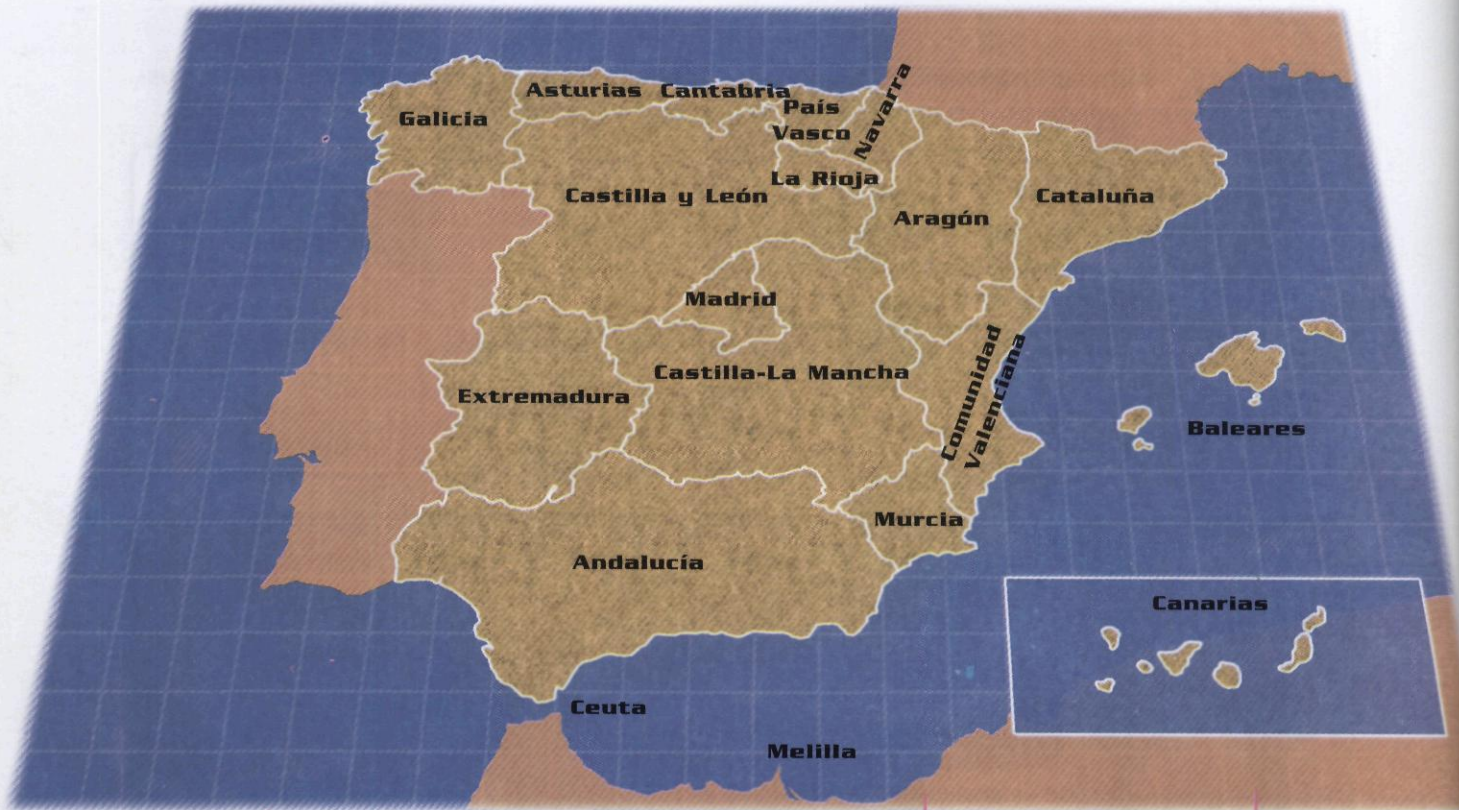 Asturias
Cantabria
País
Vasco
Navarra
Galicia
La Rioja
Castilla y León
Aragón
Cataluña
Madrid
Castilla-La Mancha
Extremadura
Comunidad
Valenciana
Baleares
Murcia
Andalucía
Canarias
Ceuta
Melilla